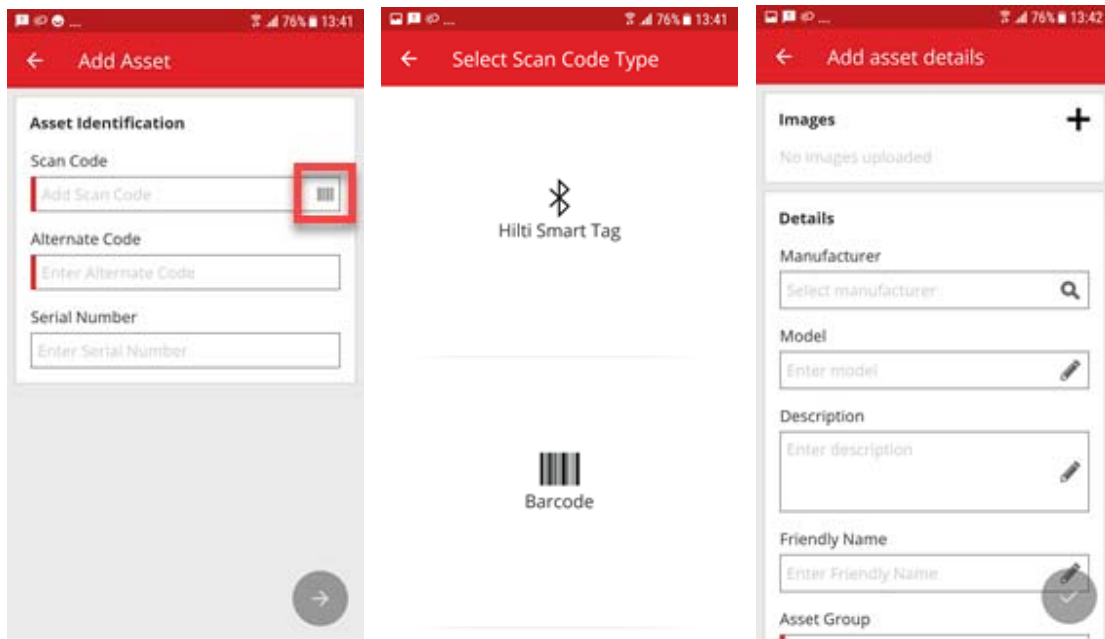 ... 76% 13:41
Add Asset
Asset Identification
Scan Code
Add Scan Code
Alternate Code
Enter Alternate Code
Serial Number
Enter Serial Number
... 76% 13:41
Select Scan Code Type
Hilti Smart Tag
Barcode
... 76% 13:42
Add asset details
Images
No images uploaded
Details
Manufacturer
Select manufacturer
Model
Enter model
Description
Enter description
Friendly Name
Enter Friendly Name
Asset Group